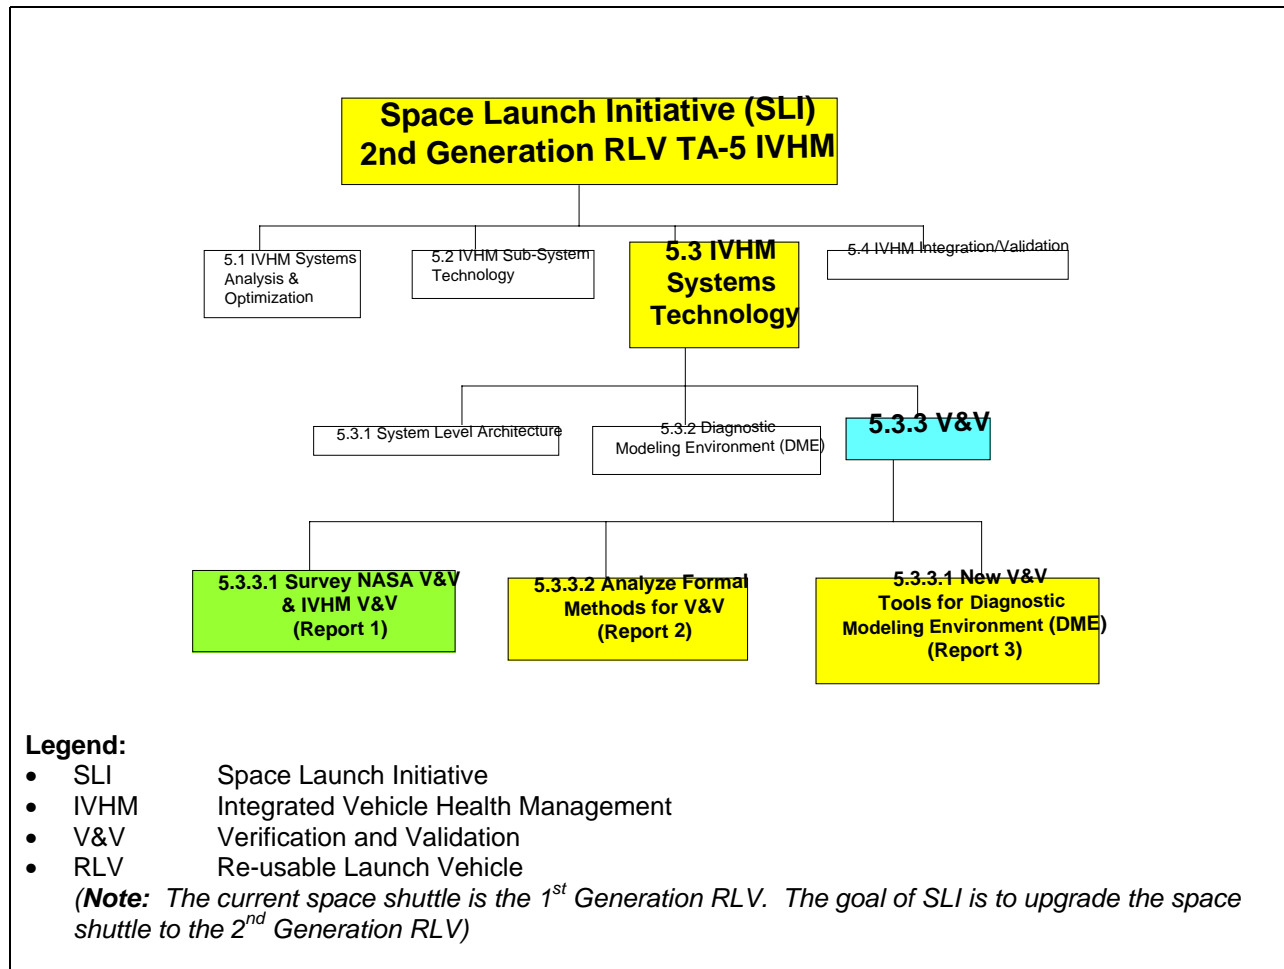 Space Launch Initiative (SLI)
2nd Generation RLV TA-5 IVHM
5.1 IVHM Systems
Analysis &
Optimization
5.2 IVHM Sub-System
Technology
5.3 IVHM
Systems
Technology
5.4 IVHM Integration/Validation
5.3.1 System Level Architecture
5.3.2 Diagnostic
Modeling Environment (DME)
5.3.3 V&V
5.3.3.1 Survey NASA V&V
& IVHM V&V
(Report 1)
5.3.3.2 Analyze Formal
Methods for V&V
(Report 2)
5.3.3.1 New V&V
Tools for Diagnostic
Modeling Environment (DME)
(Report 3)
Legend:
• SLI Space Launch Initiative
• IVHM Integrated Vehicle Health Management
• V&V Verification and Validation
• RLV Re-usable Launch Vehicle
(Note: The current space shuttle is the 1st Generation RLV. The goal of SLI is to upgrade the space
shuttle to the 2nd Generation RLV)